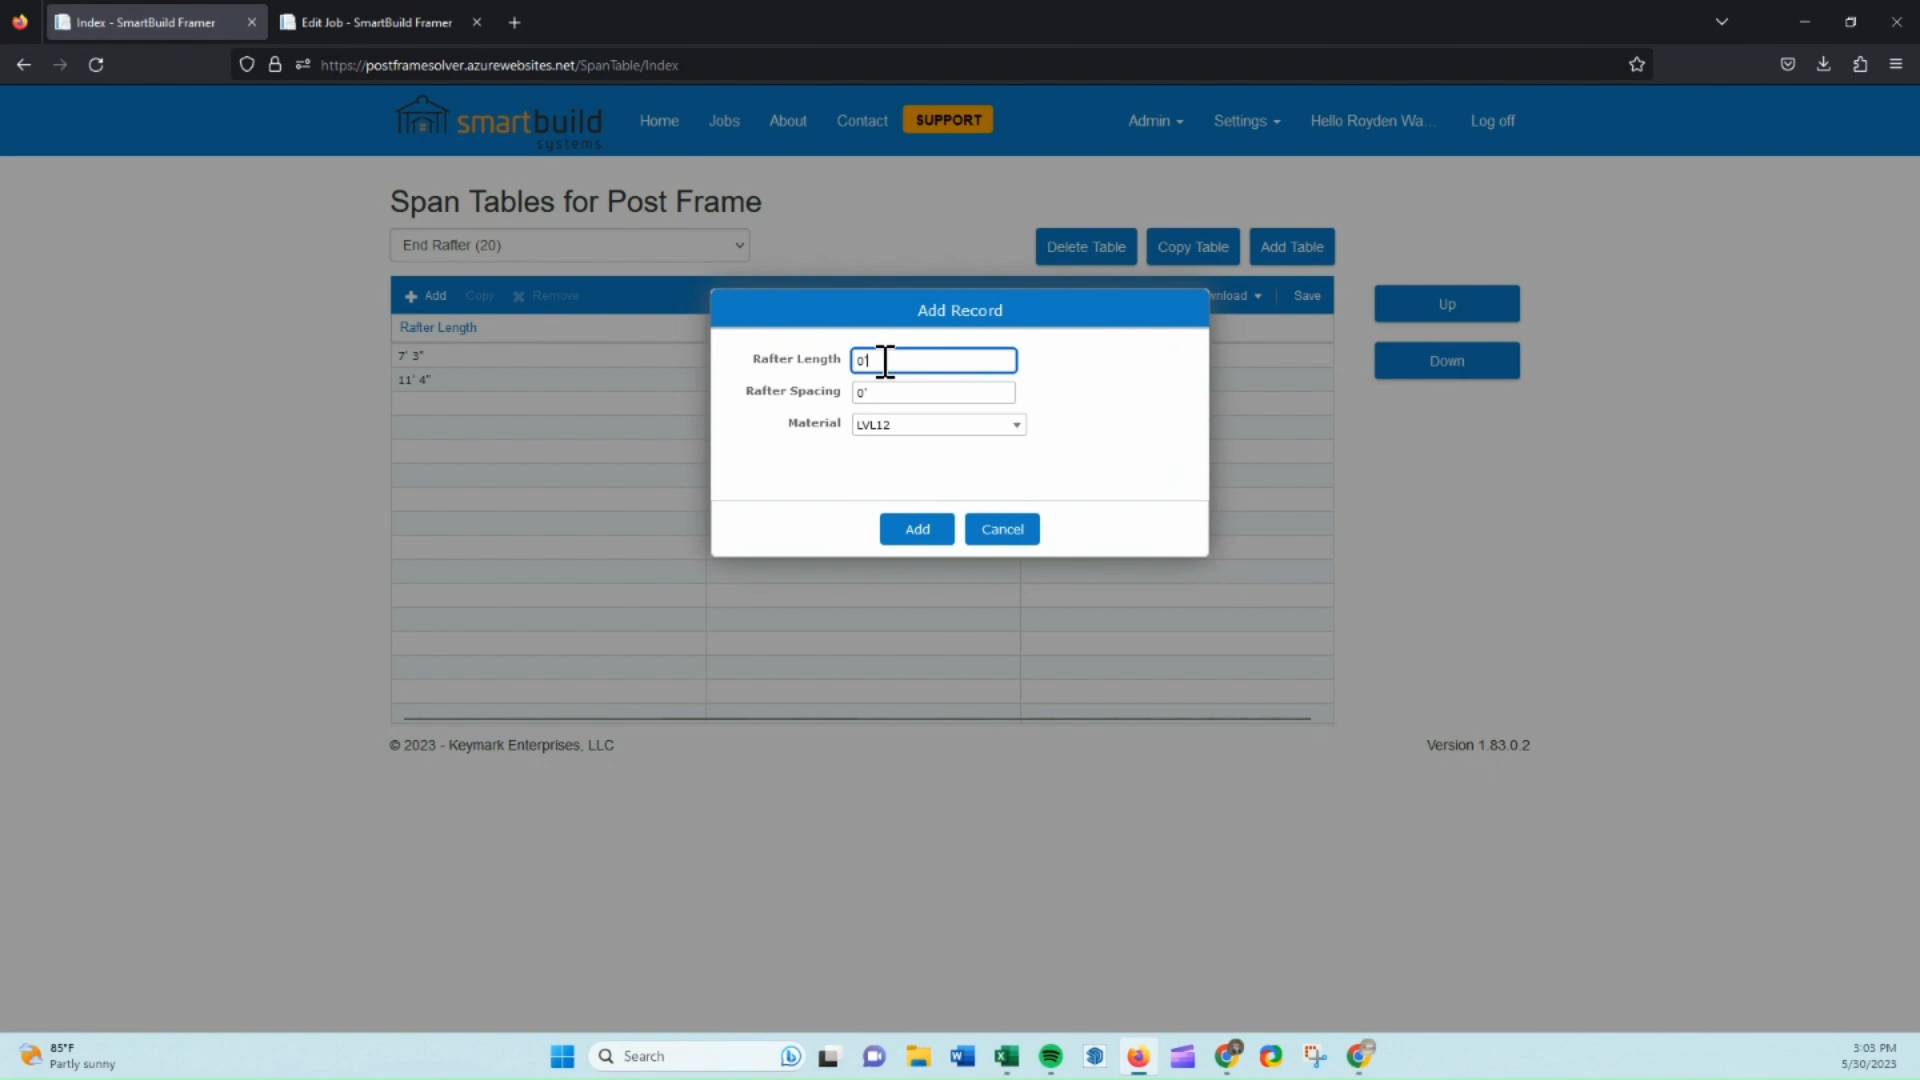 Index - SmartBuild Framer
Edit Job - SmartBuild Framer
https://postframesolver.azurewebsites.net/SpanTable/Index
smartbuild
systems
Home
Jobs
About
Contact
SUPPORT
Admin
Settings
Hello Royden Wa...
Log off
Span Tables for Post Frame
End Rafter (20)
Delete Table
Copy Table
Add Table
Add
Copy
Remove
wnload
Save
Up
Down
Rafter Length
7' 3"
11' 4"
Add Record
Rafter Length
0'
Rafter Spacing
0'
Material
LVL12
Add
Cancel
© 2023 - Keymark Enterprises, LLC
Version 1.83.0.2
85°F
Partly sunny
Search
3:03 PM
5/30/2023